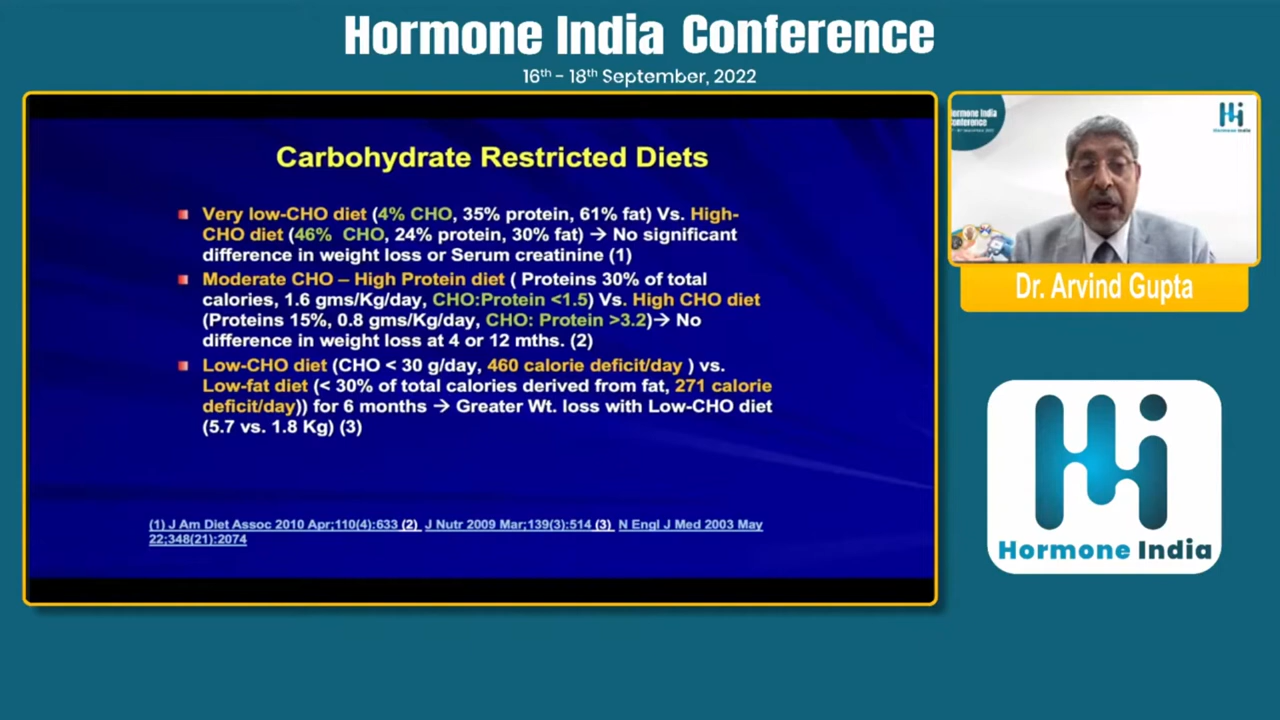 Hormone India Conference
16th - 18th September, 2022
Carbohydrate Restricted Diets
Very low-CHO diet (4% CHO, 35% protein, 61% fat) Vs. High-
CHO diet (46% CHO, 24% protein, 30% fat) → No significant
difference in weight loss or Serum creatinine (1)
Moderate CHO – High Protein diet ( Proteins 30% of total
calories, 1.6 gms/Kg/day, CHO:Protein <1.5) Vs. High CHO diet
(Proteins 15%, 0.8 gms/Kg/day, CHO: Protein >3.2)→ No
difference in weight loss at 4 or 12 mths. (2)
Low-CHO diet (CHO < 30 g/day, 460 calorie deficit/day ) vs.
Low-fat diet (< 30% of total calories derived from fat, 271 calorie
deficit/day)) for 6 months → Greater Wt. loss with Low-CHO diet
(5.7 vs. 1.8 Kg) (3)
(1) J Am Diet Assoc 2010 Apr;110(4):633 (2) J Nutr 2009 Mar;139(3):514 (3) N Engl J Med 2003 May
22;348(21):2074
Hormone India
Dr. Arvind Gupta
Hi
Hormone India